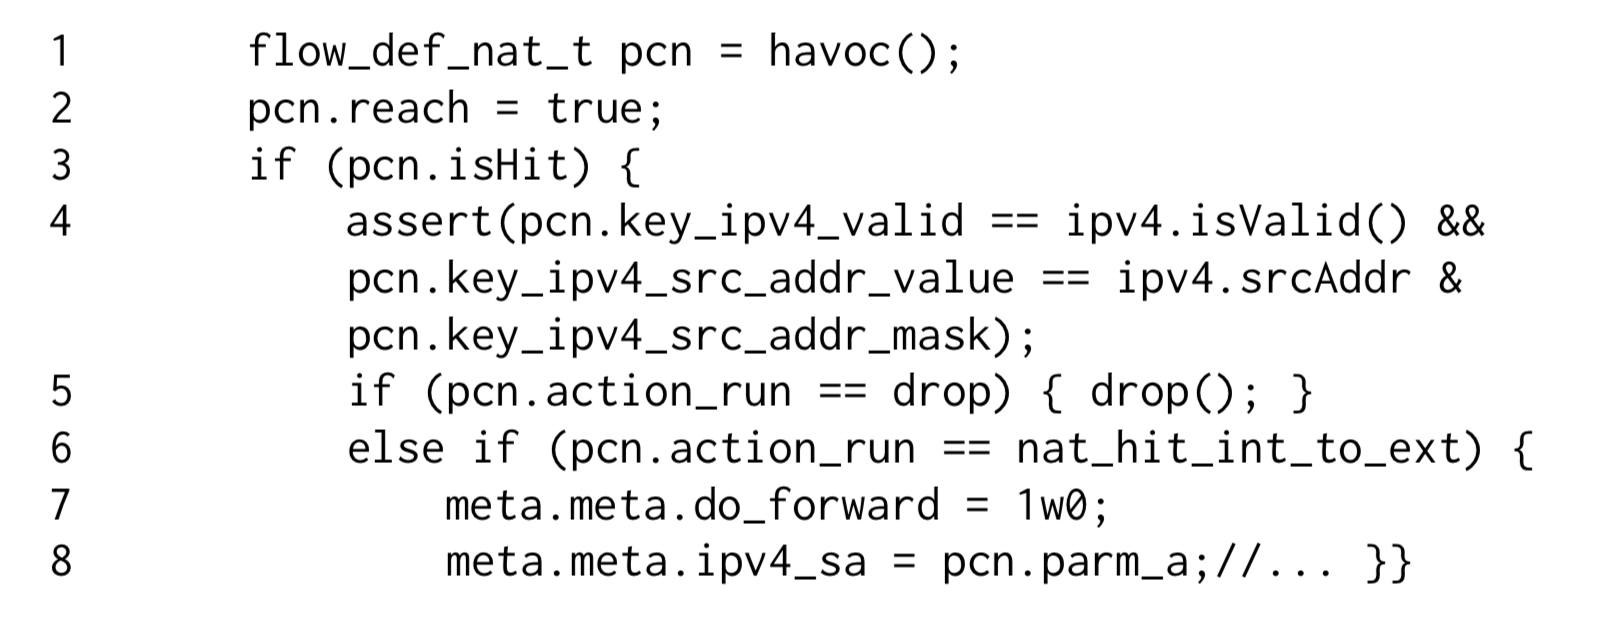 1 flow_def_nat_t pcn = havoc();
2 pcn.reach = true;
3 if (pcn.isHit) {
4 assert(pcn.key_ipv4_valid == ipv4.isValid() &&
pcn.key_ipv4_src_addr_value == ipv4.srcAddr &
pcn.key_ipv4_src_addr_mask);
5 if (pcn.action_run == drop) { drop(); }
6 else if (pcn.action_run == nat_hit_int_to_ext) {
7 meta.meta.do_forward = 1w0;
8 meta.meta.ipv4_sa = pcn.parm_a;//... }}